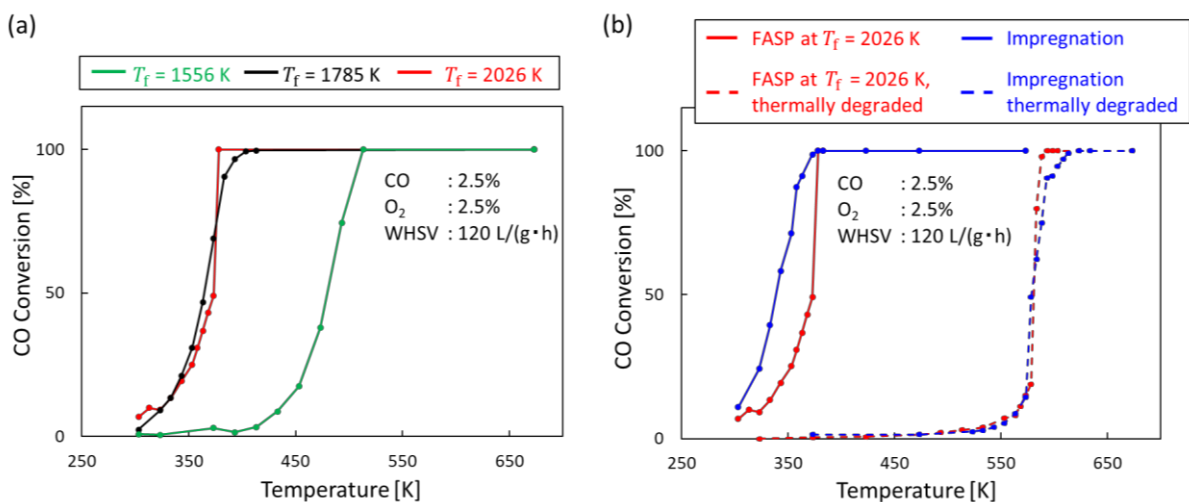 (a)
T_f = 1556 K T_f = 1785 K T_f = 2026 K
CO Conversion [%]
100
50
0
CO : 2.5%
O₂ : 2.5%
WHSV : 120 L/(g・h)
250 350 450 550 650
Temperature [K]
(b)
FASP at T_f = 2026 K Impregnation
FASP at T_f = 2026 K, Impregnation
thermally degraded thermally degraded
CO Conversion [%]
100
50
0
CO : 2.5%
O₂ : 2.5%
WHSV : 120 L/(g・h)
250 350 450 550 650
Temperature [K]